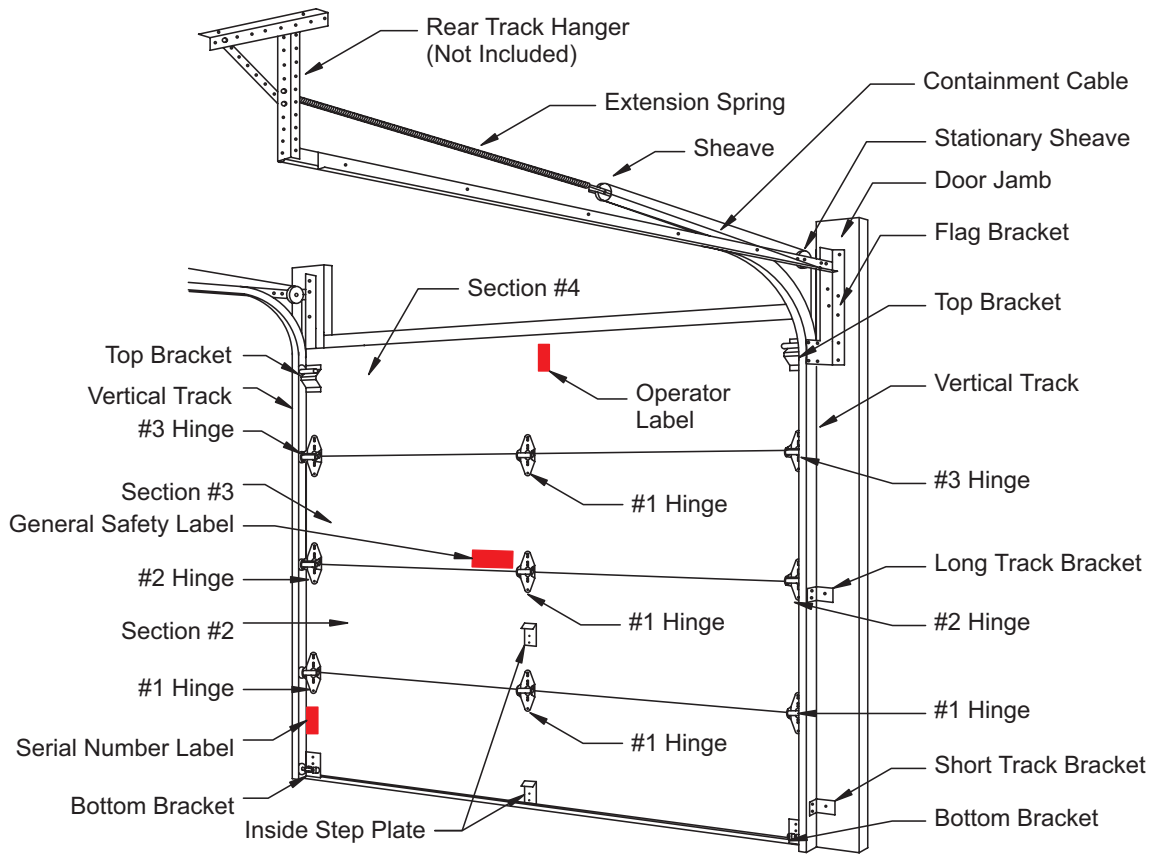 Rear Track Hanger
(Not Included)
Containment Cable
Extension Spring
Stationary Sheave
Sheave
Door Jamb
Flag Bracket
Section #4
Top Bracket
Top Bracket
Operator
Label
Vertical Track
Vertical Track
#3 Hinge
#3 Hinge
Section #3
#1 Hinge
General Safety Label
Long Track Bracket
#2 Hinge
#1 Hinge
#2 Hinge
Section #2
#1 Hinge
#1 Hinge
#1 Hinge
Serial Number Label
Short Track Bracket
Bottom Bracket
Bottom Bracket
Inside Step Plate